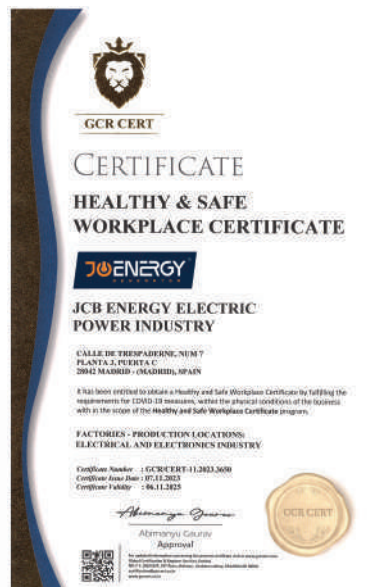 GCR CERT
CERTIFICATE
HEALTHY & SAFE
WORKPLACE CERTIFICATE
JCB ENERGY ELECTRIC
POWER INDUSTRY
CALLE DE TRESPADERNE, NUM 7
PLANTA 2, PUERTA C
28042 MADRID - (MADRID), SPAIN
It has been entitled to obtain a Healthy and Safe Workplace Certificate by fulfilling the
requirements for COVID-19 measures, within the physical conditions of the business
with in the scope of the Healthy and Safe Workplace Certificate program.
FACTORIES - PRODUCTION LOCATIONS:
ELECTRICAL AND ELECTRONICS INDUSTRY
Certificate Number : GCR/CERT-11.2023.3650
Certificate Issue Date : 07.11.2023
Certificate Validity : 06.11.2025
Abimanyu Gaurav
Approval
GCR CERT